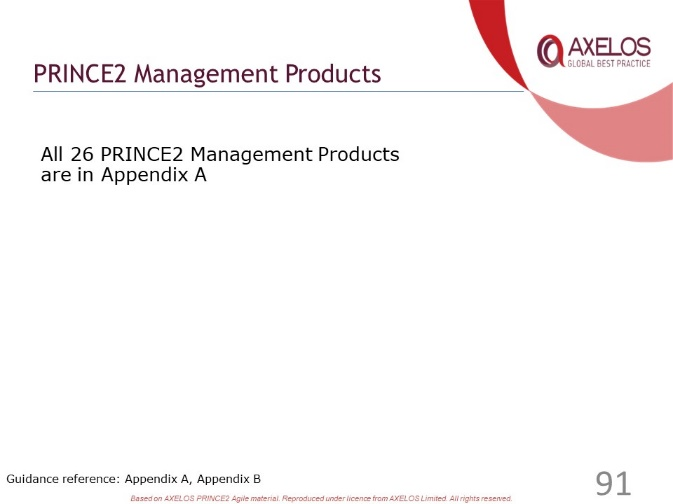 AXELOS
GLOBAL BEST PRACTICE
PRINCE2 Management Products
All 26 PRINCE2 Management Products
are in Appendix A
Guidance reference: Appendix A, Appendix B
91
Based on AXELOS PRINCE2 Agile material. Reproduced under licence from AXELOS Limited. All rights reserved.